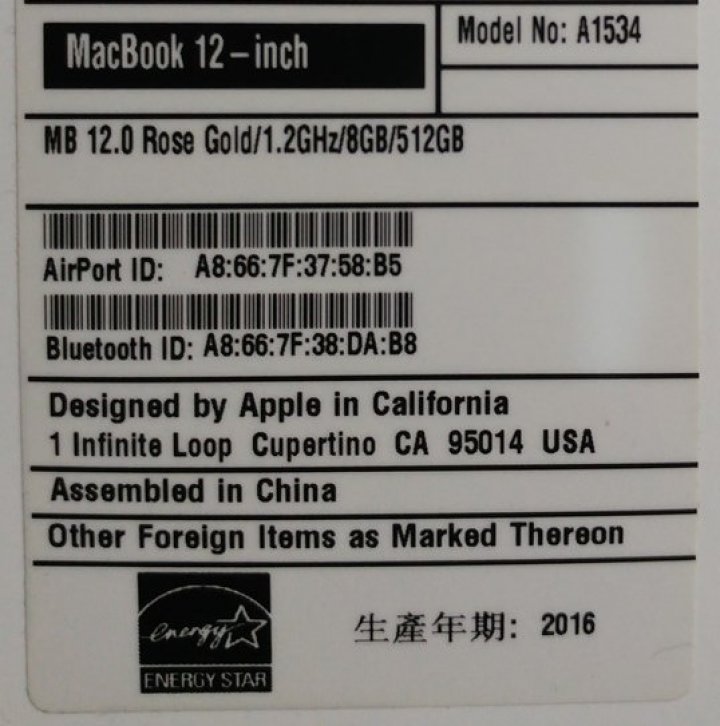 MacBook 12-inch
Model No: A1534
MB 12.0 Rose Gold/1.2GHz/8GB/512GB
AirPort ID: A8:66:7F:37:58:B5
Bluetooth ID: A8:66:7F:38:DA:B8
Designed by Apple in California
1 Infinite Loop Cupertino CA 95014 USA
Assembled in China
Other Foreign Items as Marked Thereon
energy
生產年期: 2016
ENERGY STAR